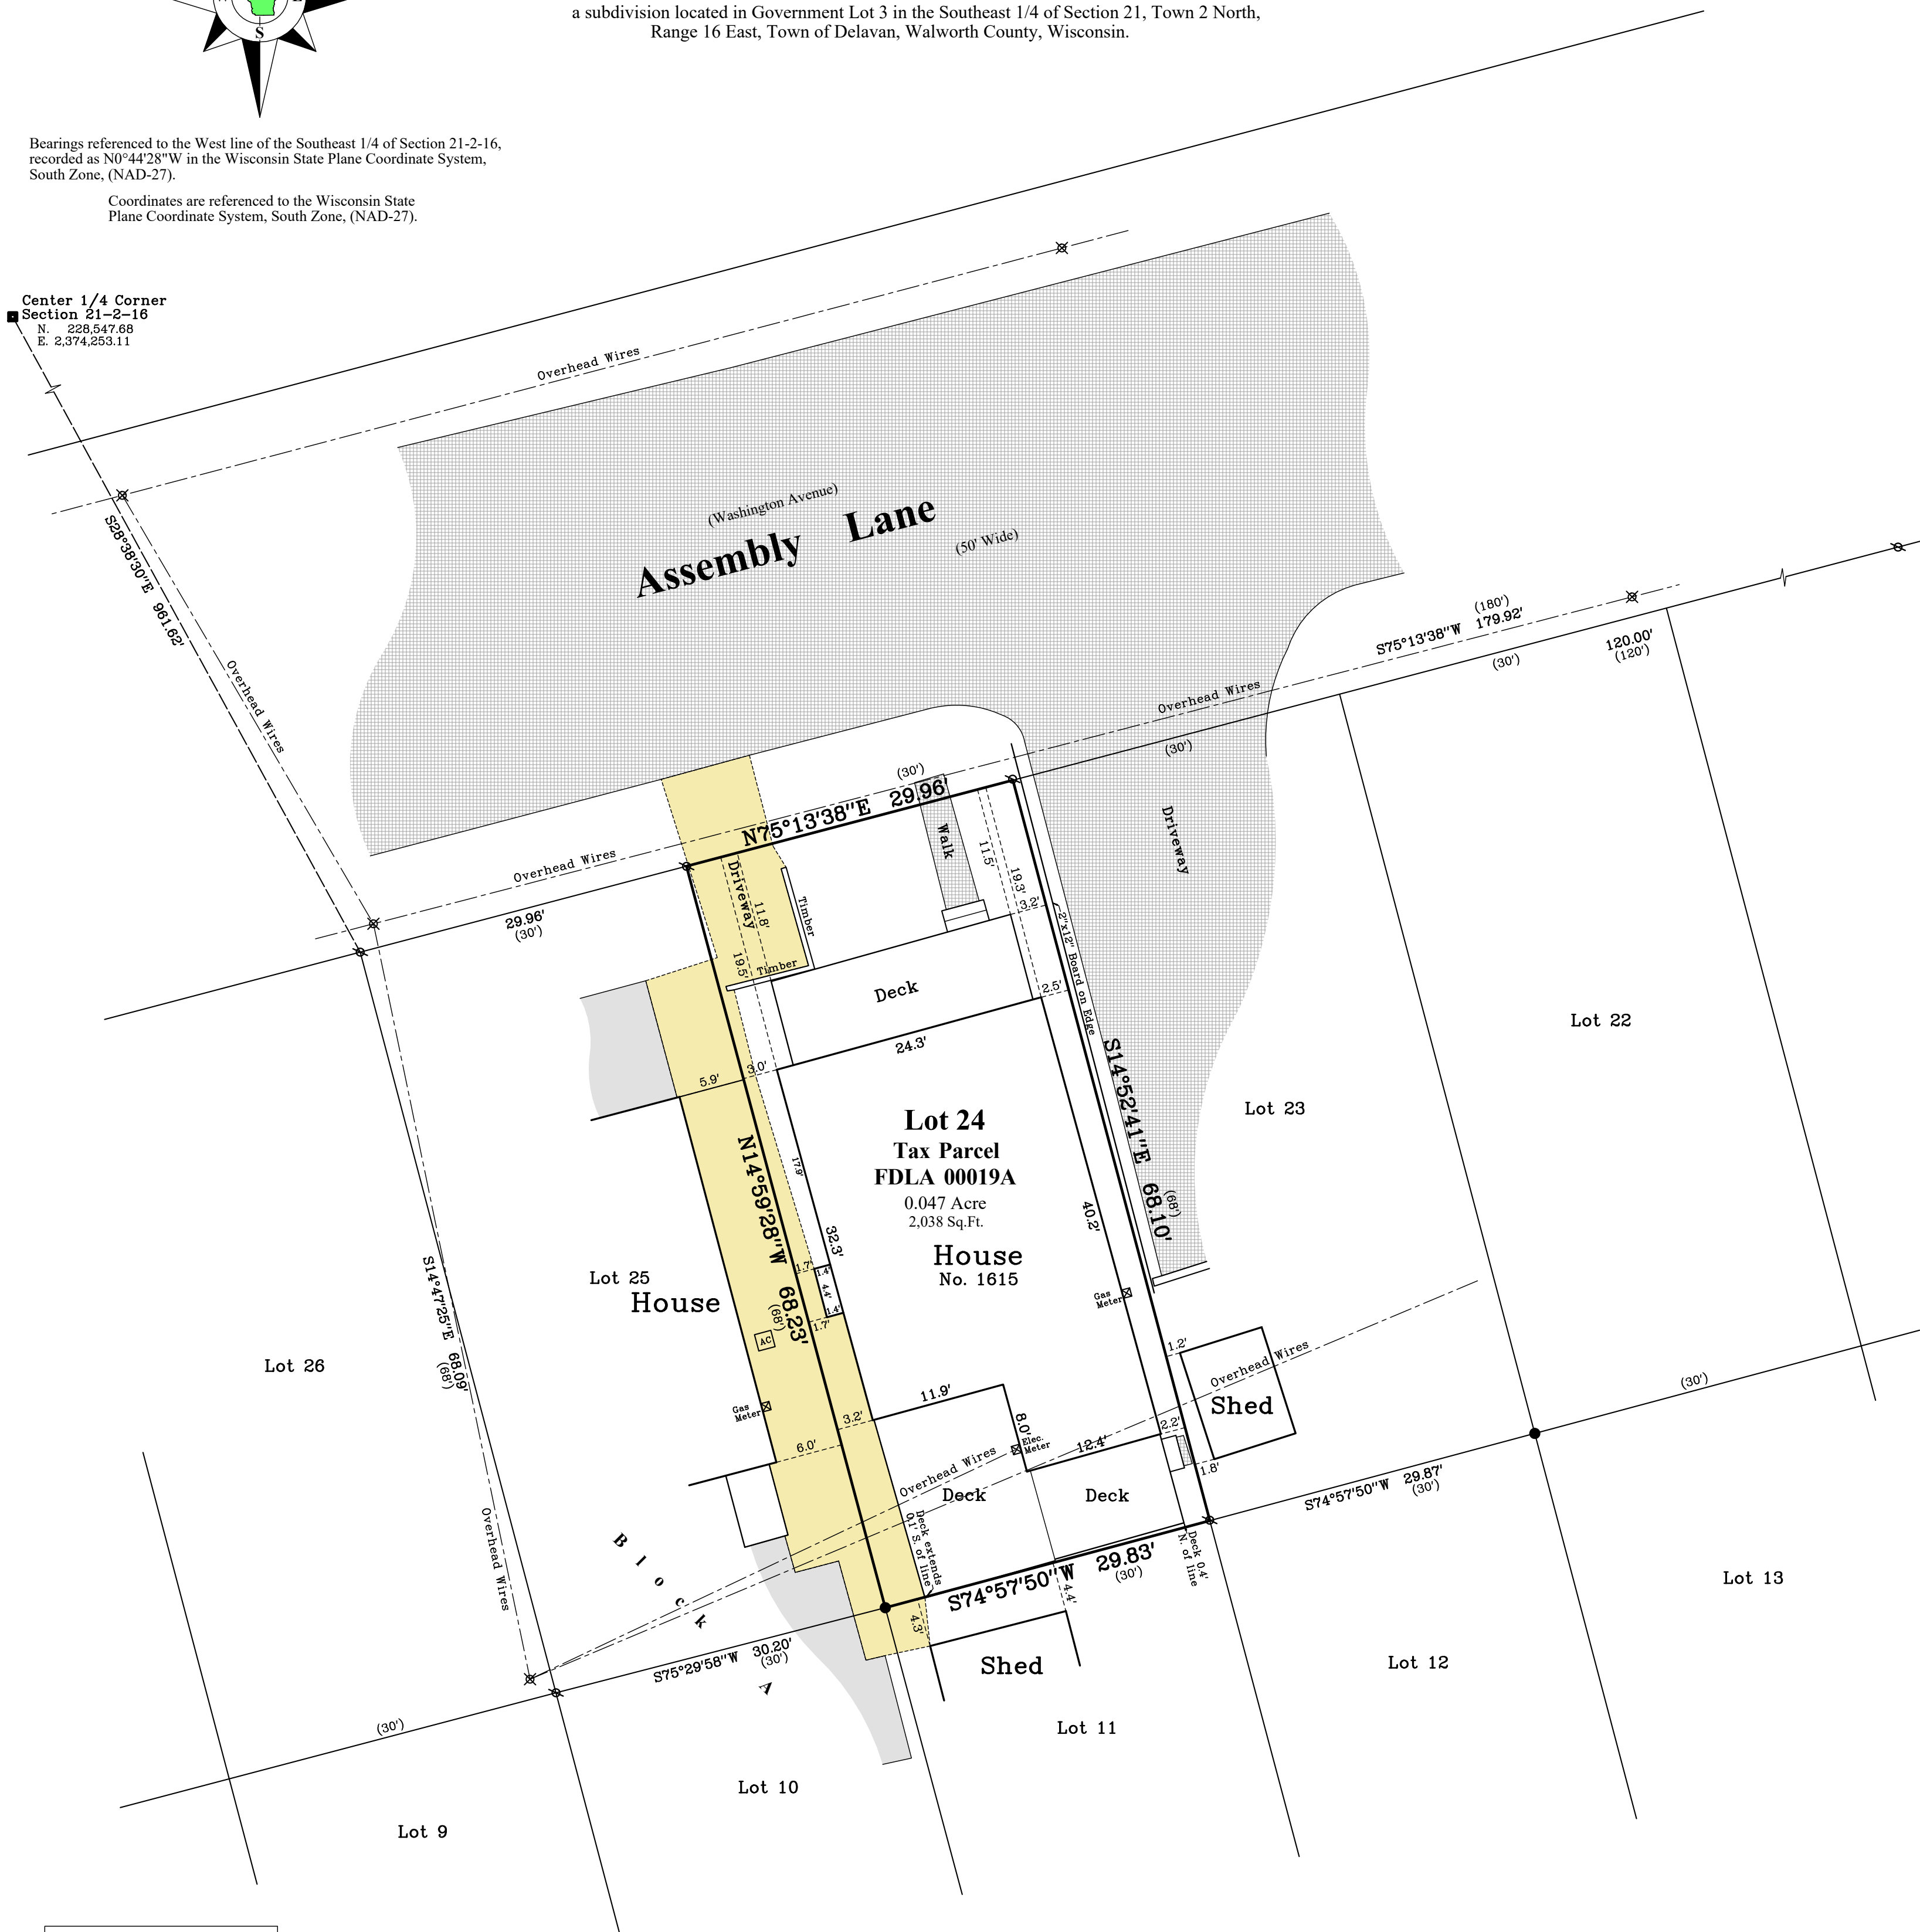 S
a subdivision located in Government Lot 3 in the Southeast 1/4 of Section 21, Town 2 North,
Range 16 East, Town of Delavan, Walworth County, Wisconsin.
Bearings referenced to the West line of the Southeast 1/4 of Section 21-2-16,
recorded as N0°44'28"W in the Wisconsin State Plane Coordinate System,
South Zone, (NAD-27).
Coordinates are referenced to the Wisconsin State
Plane Coordinate System, South Zone, (NAD-27).
Center 1/4 Corner
Section 21-2-16
N. 228,547.68
E. 2,374,253.11
Overhead Wires
(Washington Avenue)
Assembly Lane
(50' Wide)
S28°38'30"E 961.62'
Overhead Wires
(180')
S75°13'38"W 179.92'
(30')
120.00'
(120')
Overhead Wires
(30')
(30')
N75°13'38"E 29.96'
Overhead Wires
29.96'
(30')
Driveway
11.8'
19.5'
Timber
Timber
Walk
11.5'
19.3'
3.2'
2"x12" Board on Edge
2.5'
Driveway
Deck
24.3'
5.9'
3.0'
Lot 22
Lot 23
S14°52'41"E 68.10'
(68')
Lot 24
Tax Parcel
FDLA 00019A
0.047 Acre
2,038 Sq.Ft.
House
No. 1615
N14°59'28"W 68.23'
(68')
17.9'
32.3'
40.2'
1.7'
1.4'
4.4'
1.4'
1.7'
Lot 25
House
AC
Gas
Meter
Gas
Meter
Lot 26
S14°47'25"E 68.09'
(68')
1.2'
Overhead Wires
Shed
2.2'
1.8'
11.9'
8.0'
Elec.
Meter
12.4'
3.2'
6.0'
Overhead Wires
Deck
Deck
Deck extends
0.1' S. of line
Deck 0.4'
N. of line
S74°57'50"W 29.83'
(30')
S74°57'50"W 29.87'
(30')
(30')
Overhead Wires
Block A
4.3'
4.4'
Shed
S75°29'58"W 30.20'
(30')
(30')
Lot 13
Lot 12
Lot 11
Lot 10
Lot 9